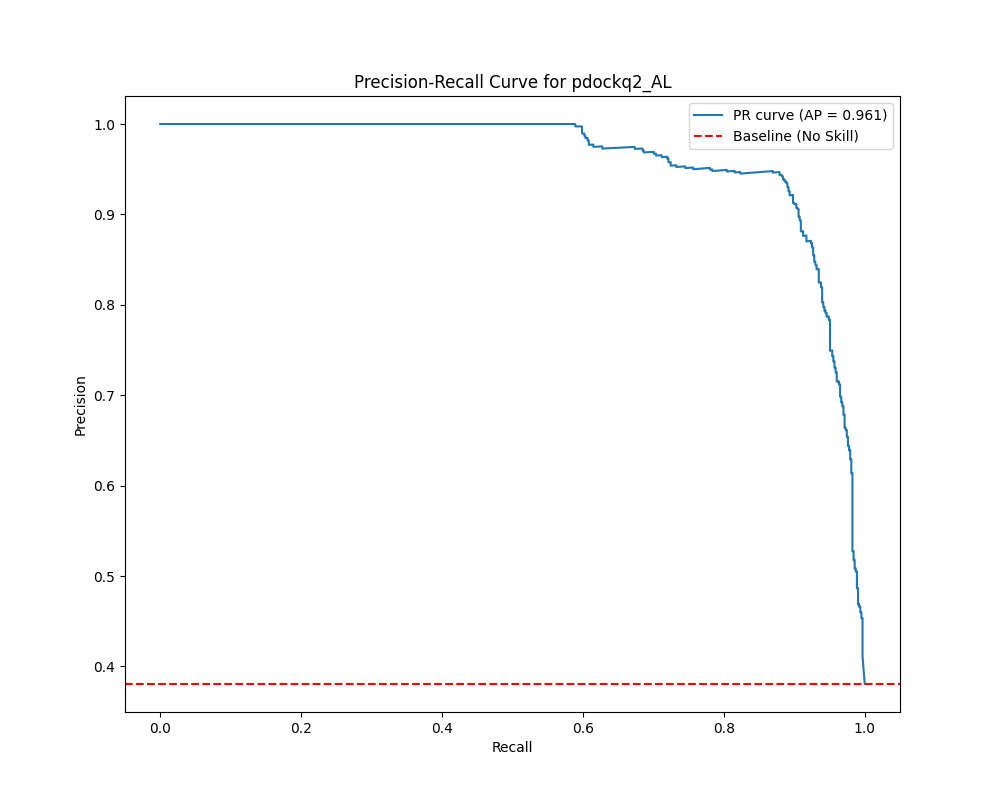 Precision-Recall Curve for pdockq2_AL
PR curve (AP = 0.961)
Baseline (No Skill)
1.0
0.9
0.8
0.7
0.6
0.5
0.4
Precision
0.0 0.2 0.4 0.6 0.8 1.0
Recall